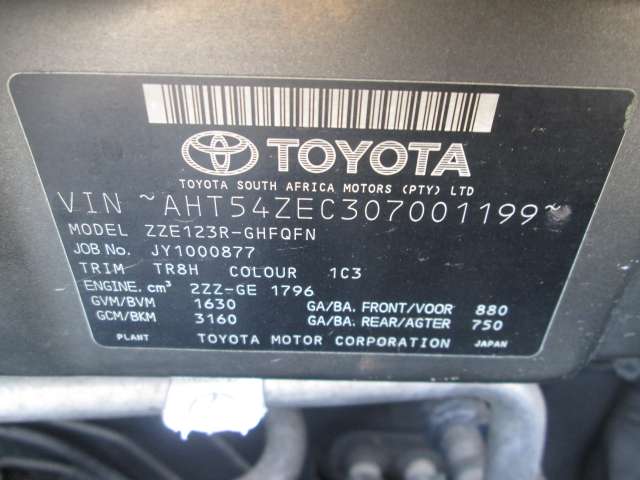 TOYOTA
TOYOTA SOUTH AFRICA MOTORS (PTY) LTD
VIN ~AHT54ZEC307001199~
MODEL ZZE123R-GHFQFN
JOB No. JY1000877
TRIM TR8H COLOUR 1C3
ENGINE. cm³ 2ZZ-GE 1796
GVM/BVM 1630 GA/BA. FRONT/VOOR 880
GCM/BKM 3160 GA/BA. REAR/AGTER 750
PLANT TOYOTA MOTOR CORPORATION JAPAN